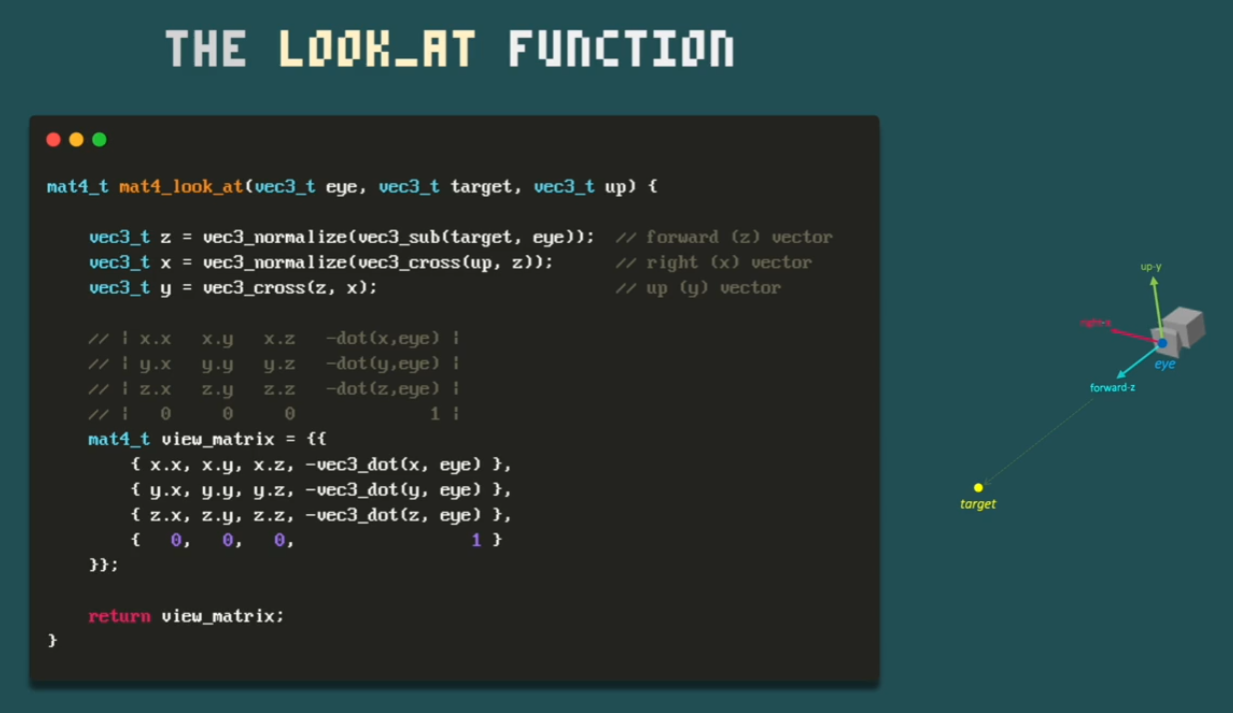 THE LOOK_AT FUNCTION
mat4_t mat4_look_at(vec3_t eye, vec3_t target, vec3_t up) {
vec3_t z = vec3_normalize(vec3_sub(target, eye)); // forward (z) vector
vec3_t x = vec3_normalize(vec3_cross(up, z)); // right (x) vector
vec3_t y = vec3_cross(z, x); // up (y) vector
// | x.x x.y x.z -dot(x,eye) |
// | y.x y.y y.z -dot(y,eye) |
// | z.x z.y z.z -dot(z,eye) |
// | 0 0 0 1 |
mat4_t view_matrix = {{
{ x.x, x.y, x.z, -vec3_dot(x, eye) },
{ y.x, y.y, y.z, -vec3_dot(y, eye) },
{ z.x, z.y, z.z, -vec3_dot(z, eye) },
{ 0, 0, 0, 1 }
}};
return view_matrix;
}
up-y
right-x
eye
forward-z
target